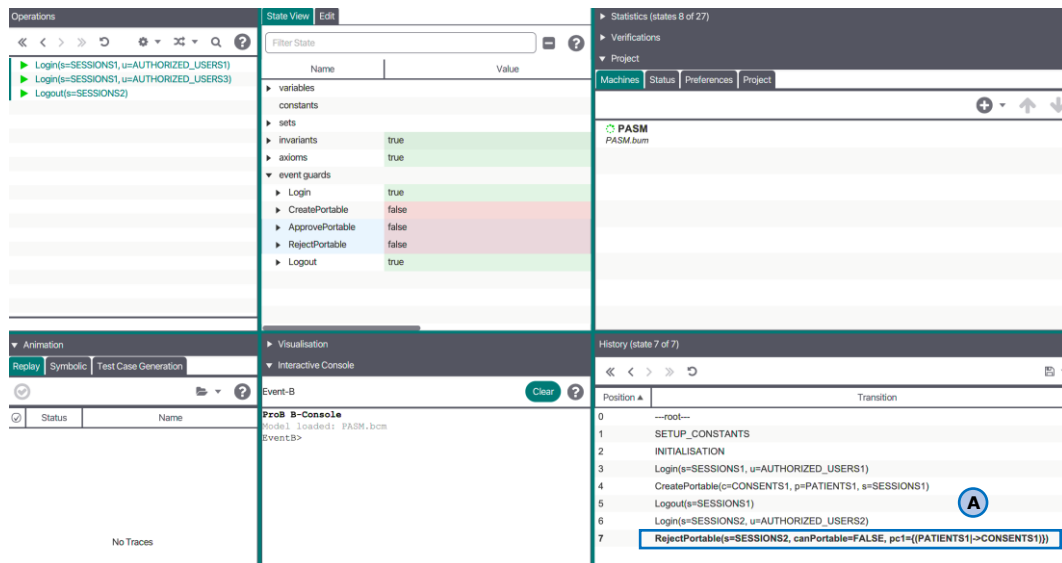 Operations
Login(s=SESSIONS1, u=AUTHORIZED_USERS1)
Login(s=SESSIONS1, u=AUTHORIZED_USERS3)
Logout(s=SESSIONS2)
State View Edit
Filter State
Name Value
variables
constants
sets
invariants true
axioms true
event guards
Login true
CreatePortable false
ApprovePortable false
RejectPortable false
Logout true
Statistics (states 8 of 27)
Verifications
Project
Machines Status Preferences Project
PASM
PASM.bum
Animation
Replay Symbolic Test Case Generation
Status Name
No Traces
Visualisation
Interactive Console
Event-B Clear
ProB B-Console
Model loaded: PASM.bcm
EventB>
History (state 7 of 7)
Position Transition
0 ---root---
1 SETUP_CONSTANTS
2 INITIALISATION
3 Login(s=SESSIONS1, u=AUTHORIZED_USERS1)
4 CreatePortable(c=CONSENTS1, p=PATIENTS1, s=SESSIONS1)
5 Logout(s=SESSIONS1)
A
6 Login(s=SESSIONS2, u=AUTHORIZED_USERS2)
7 RejectPortable(s=SESSIONS2, canPortable=FALSE, pc1={(PATIENTS1|->CONSENTS1)})